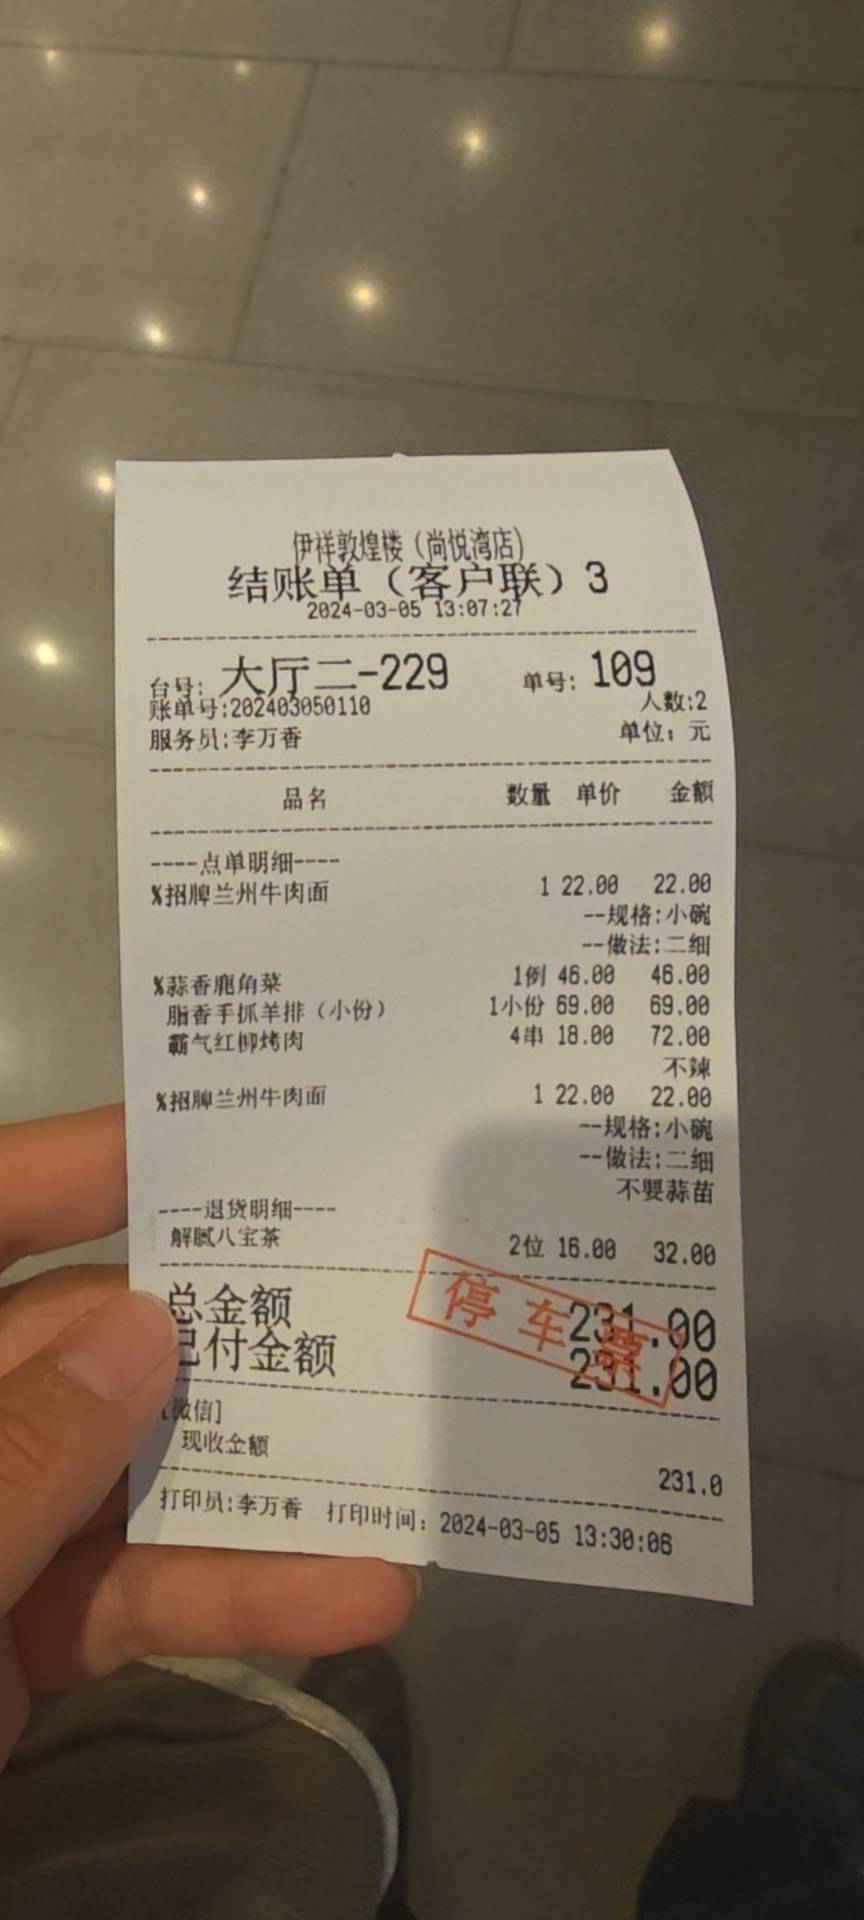 伊祥敦煌楼（尚悦湾店）
结账单（客户联）3
2024-03-05 13:07:27
台号: 大厅二-229 单号: 109
账单号:202403050110 人数:2
服务员:李万香 单位: 元
品名 数量 单价 金额
----点单明细----
%招牌兰州牛肉面 1 22.00 22.00
--规格:小碗
--做法:二细
%蒜香鹿角菜 1例 46.00 46.00
脂香手抓羊排（小份） 1小份 69.00 69.00
霸气红柳烤肉 4串 18.00 72.00
不辣
%招牌兰州牛肉面 1 22.00 22.00
--规格:小碗
--做法:二细
不要蒜苗
----退货明细----
解腻八宝茶 2位 16.00 32.00
总金额 231.00
已付金额 231.00
停车票
[微信]
现收金额 231.0
打印员:李万香 打印时间: 2024-03-05 13:30:06